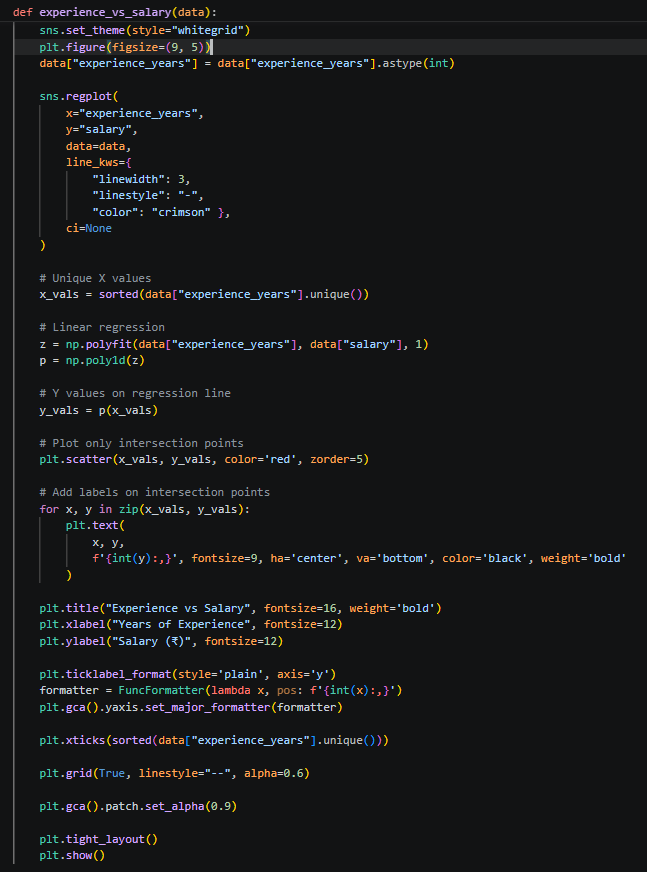 def experience_vs_salary(data):
    sns.set_theme(style="whitegrid")
    plt.figure(figsize=(9, 5))
    data["experience_years"] = data["experience_years"].astype(int)

    sns.regplot(
        x="experience_years",
        y="salary",
        data=data,
        line_kws={
            "linewidth": 3,
            "linestyle": "-",
            "color": "crimson" },
        ci=None
    )

    # Unique X values
    x_vals = sorted(data["experience_years"].unique())

    # Linear regression
    z = np.polyfit(data["experience_years"], data["salary"], 1)
    p = np.poly1d(z)

    # Y values on regression line
    y_vals = p(x_vals)

    # Plot only intersection points
    plt.scatter(x_vals, y_vals, color='red', zorder=5)

    # Add labels on intersection points
    for x, y in zip(x_vals, y_vals):
        plt.text(
            x, y,
            f'{int(y):,}', fontsize=9, ha='center', va='bottom', color='black', weight='bold'
        )

    plt.title("Experience vs Salary", fontsize=16, weight='bold')
    plt.xlabel("Years of Experience", fontsize=12)
    plt.ylabel("Salary (₹)", fontsize=12)

    plt.ticklabel_format(style='plain', axis='y')
    formatter = FuncFormatter(lambda x, pos: f'{int(x):,}')
    plt.gca().yaxis.set_major_formatter(formatter)

    plt.xticks(sorted(data["experience_years"].unique()))

    plt.grid(True, linestyle="--", alpha=0.6)

    plt.gca().patch.set_alpha(0.9)

    plt.tight_layout()
    plt.show()